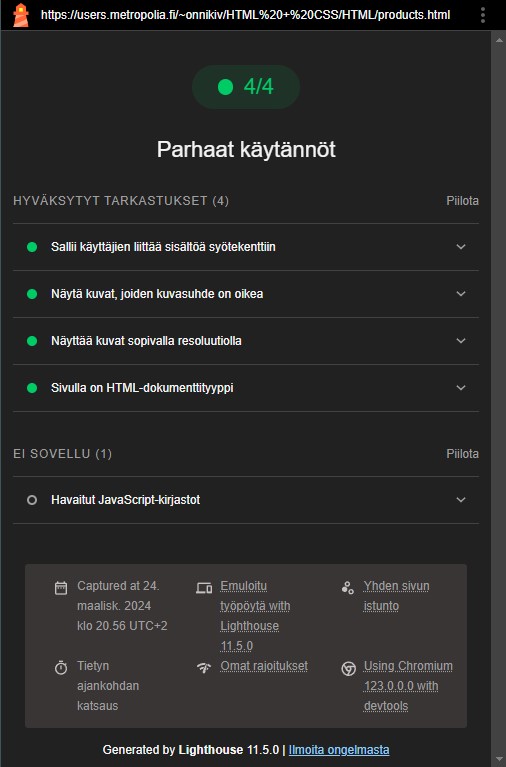 https://users.metropolia.fi/~onnikiv/HTML%20+%20CSS/HTML/products.html
4/4
Parhaat käytännöt
HYVÄKSYTYT TARKASTUKSET (4)
Piilota
Sallii käyttäjien liittää sisältöä syötekenttiin
Näytä kuvat, joiden kuvasuhde on oikea
Näyttää kuvat sopivalla resoluutiolla
Sivulla on HTML-dokumenttityyppi
EI SOVELLU (1)
Piilota
Havaitut JavaScript-kirjastot
Captured at 24.
maalisk. 2024
klo 20.56 UTC+2
Emuloitu
työpöytä with
Lighthouse
11.5.0
Yhden sivun
istunto
Tietyn
ajankohdan
katsaus
Omat rajoitukset
Using Chromium
123.0.0.0 with
devtools
Generated by Lighthouse 11.5.0 | Ilmoita ongelmasta